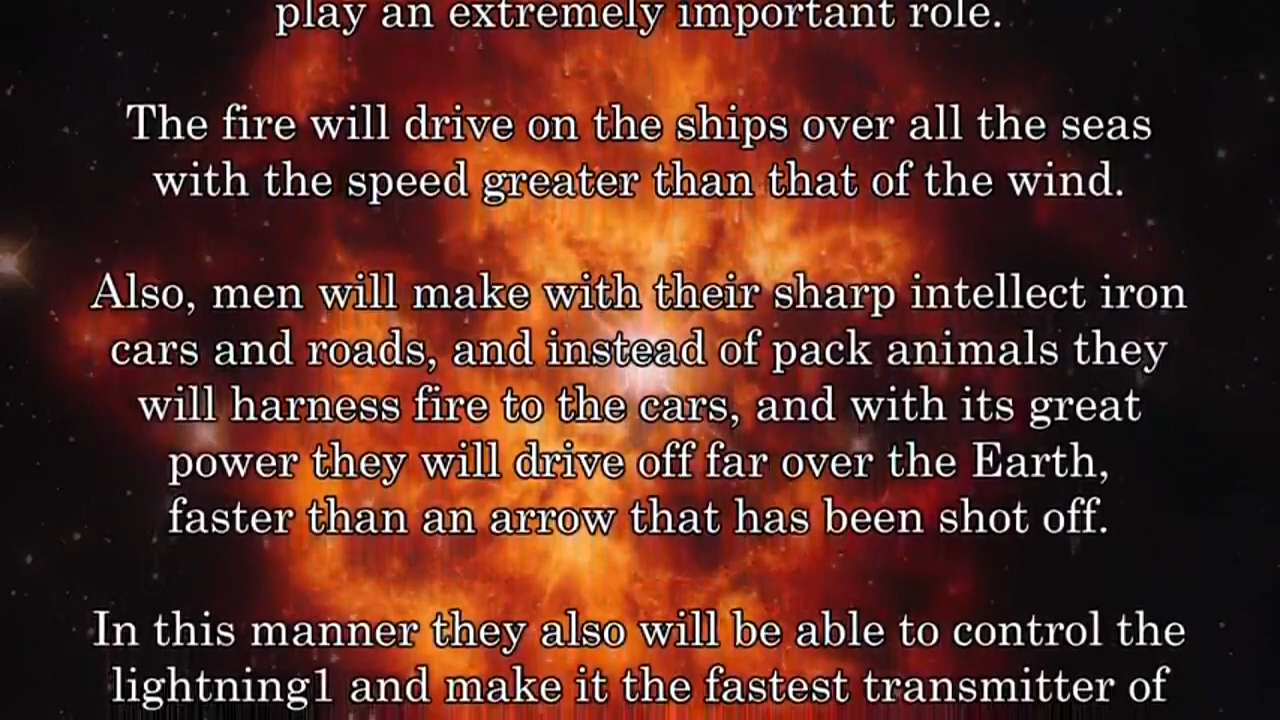 play an extremely important role.
The fire will drive on the ships over all the seas
with the speed greater than that of the wind.
Also, men will make with their sharp intellect iron
cars and roads, and instead of pack animals they
will harness fire to the cars, and with its great
power they will drive off far over the Earth,
faster than an arrow that has been shot off.
In this manner they also will be able to control the
lightning1 and make it the fastest transmitter of